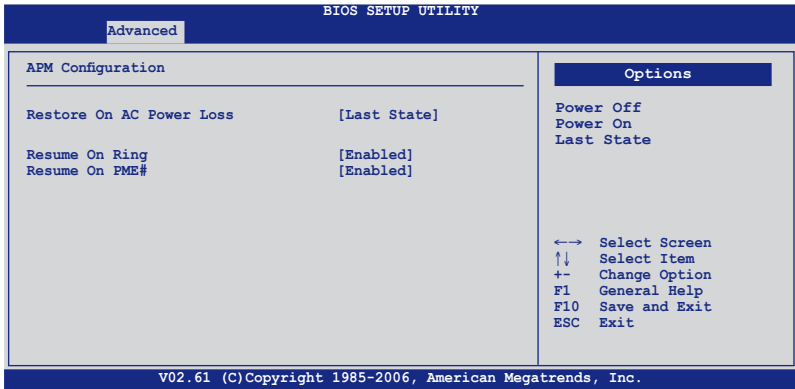 BIOS SETUP UTILITY
Advanced
APM Configuration
Restore On AC Power Loss [Last State]
Resume On Ring [Enabled]
Resume On PME# [Enabled]
Options
Power Off
Power On
Last State
←→ Select Screen
↑↓ Select Item
+- Change Option
F1 General Help
F10 Save and Exit
ESC Exit
V02.61 (C)Copyright 1985-2006, American Megatrends, Inc.